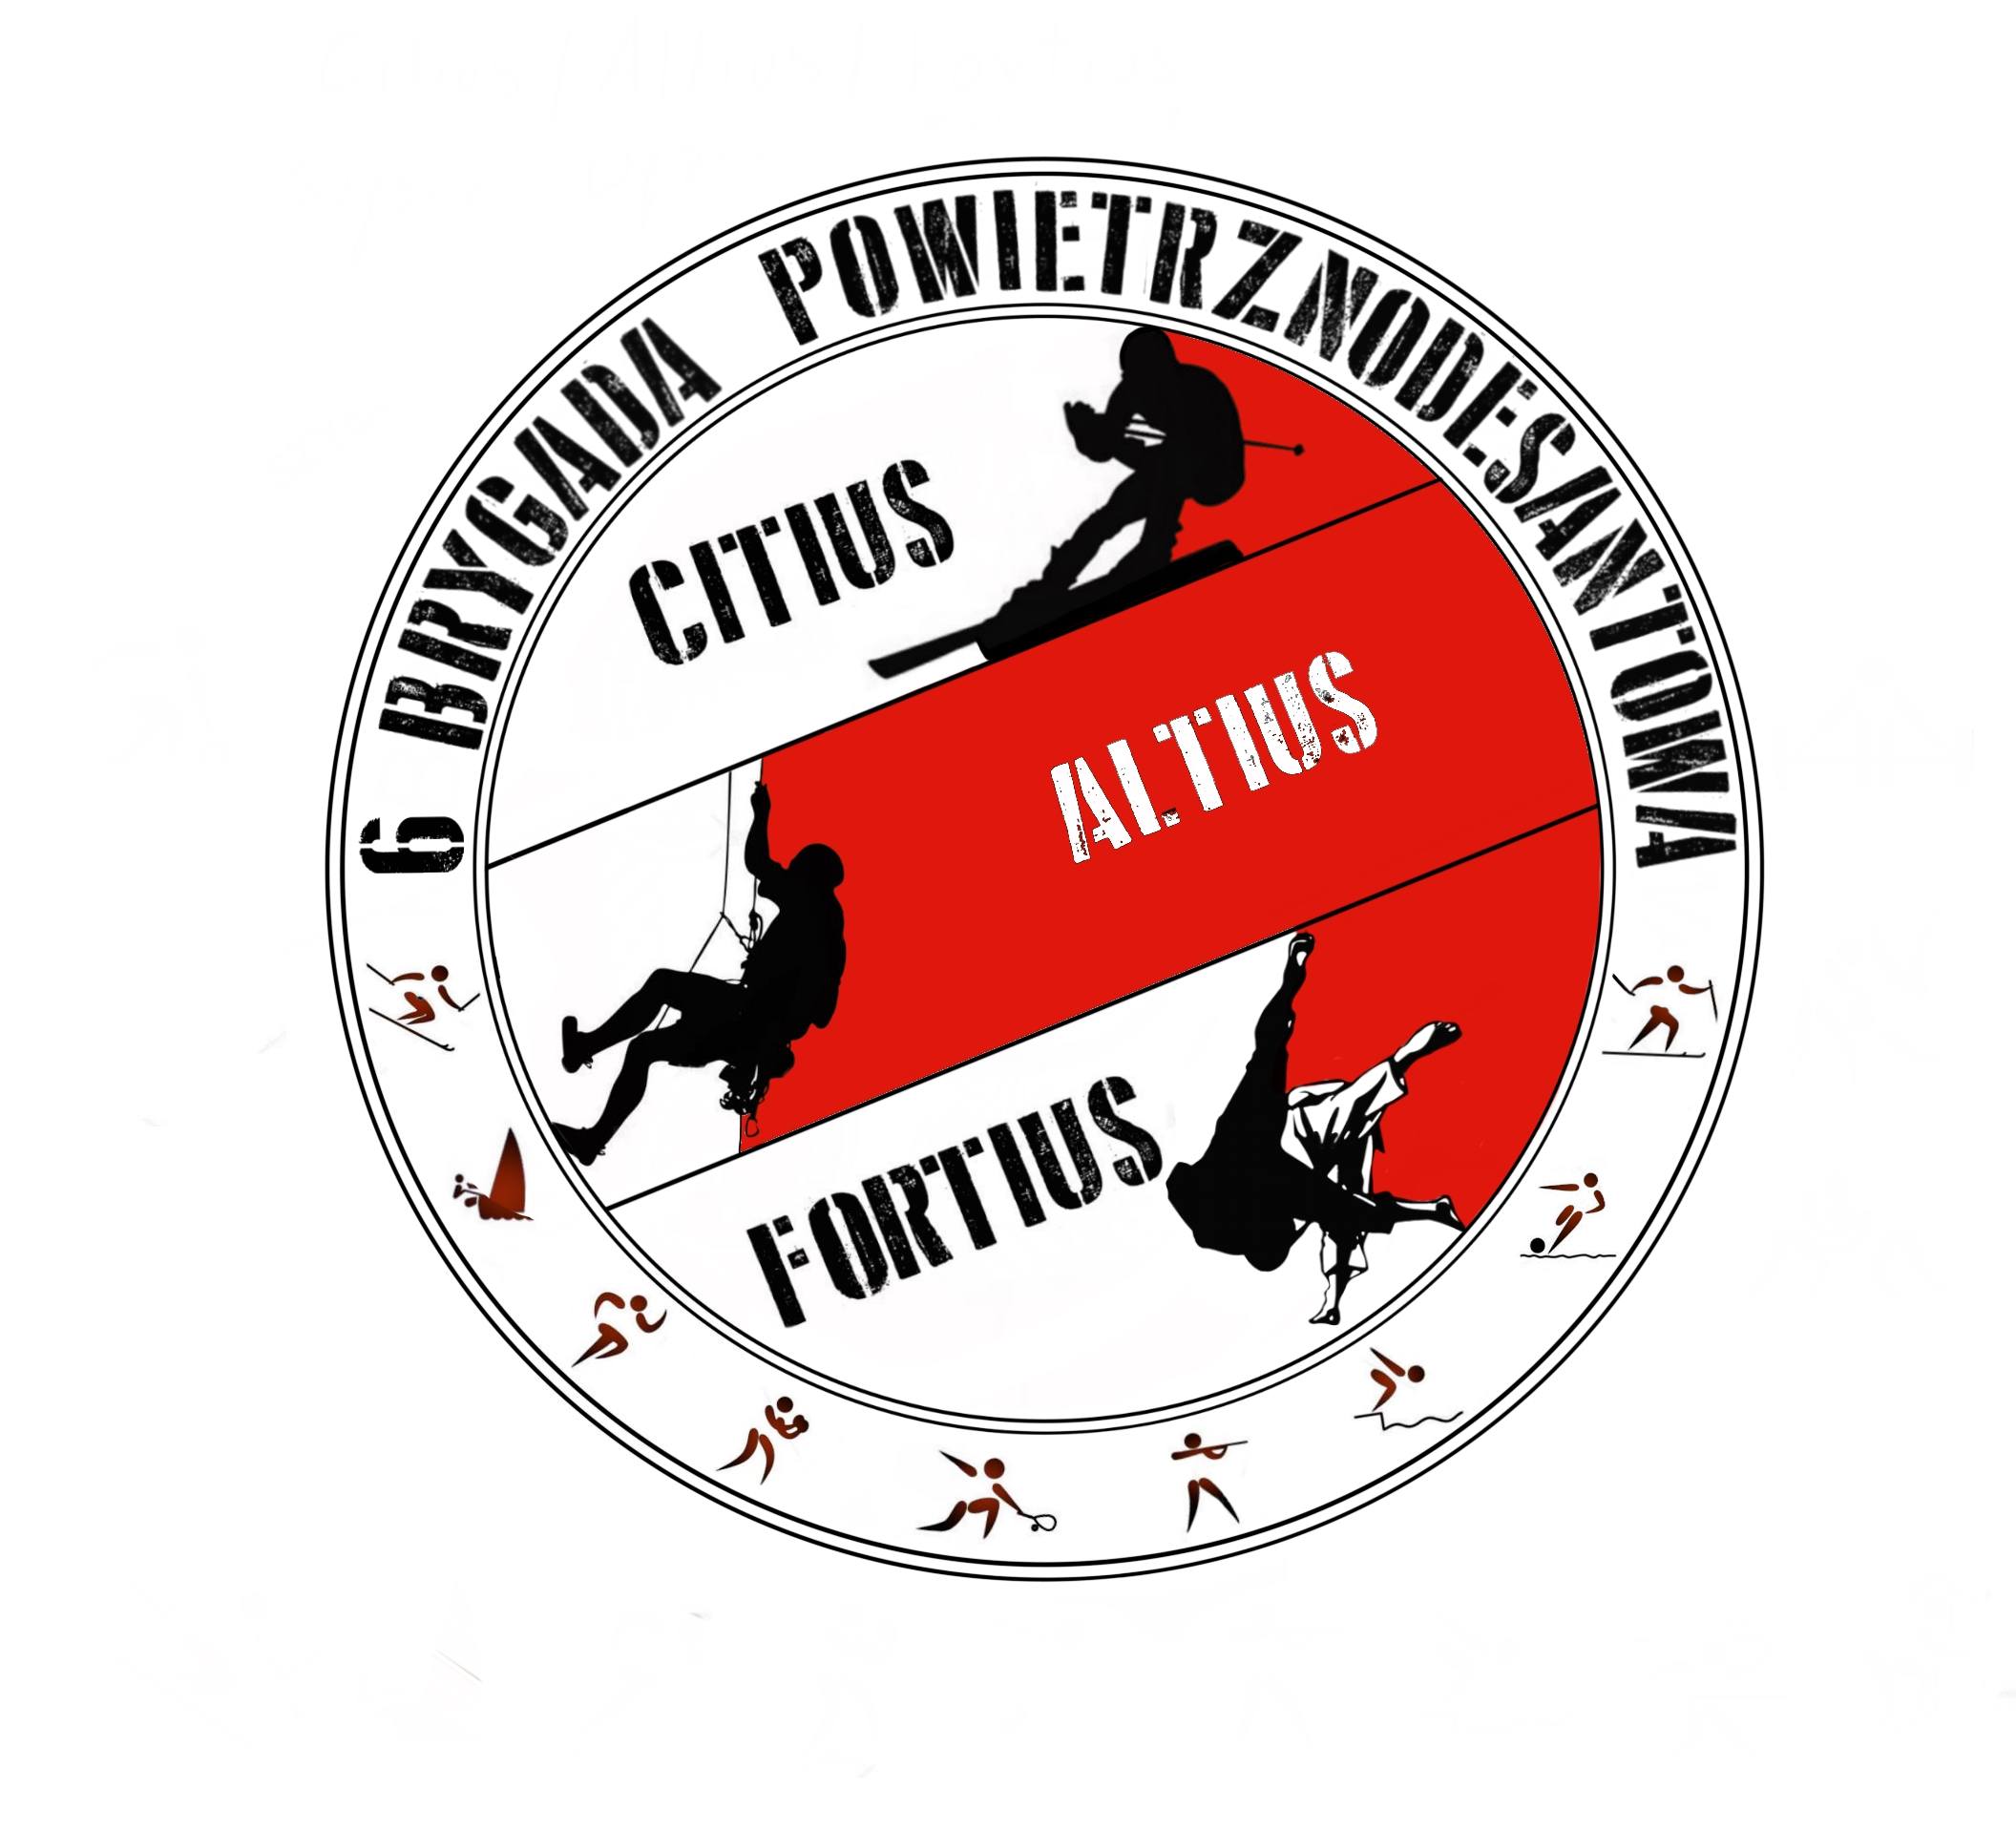 6 BRYGADA POWIETRZNODESANTOWA
CITIUS
ALTIUS
FORTIUS